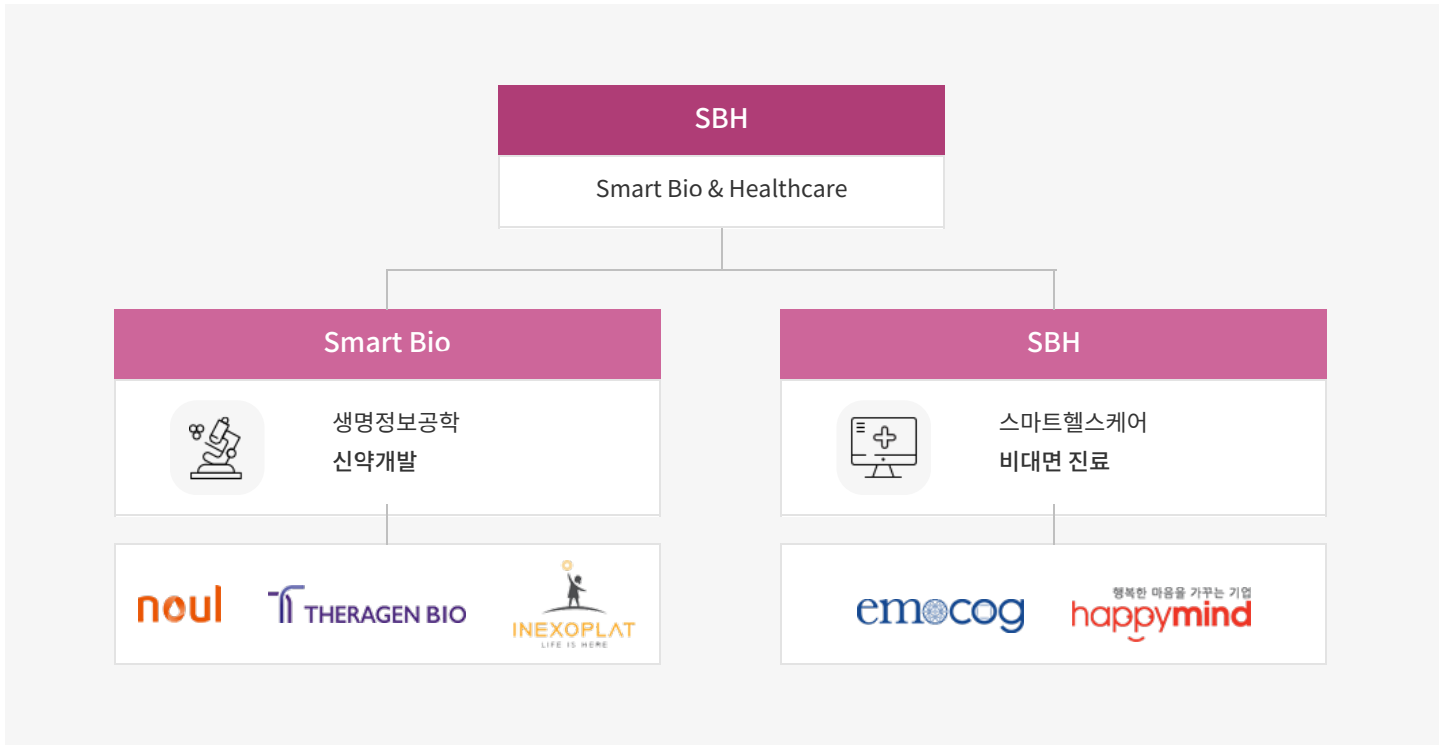 SBH
Smart Bio & Healthcare
Smart Bio
생명정보공학
신약개발
noul
THERAGEN BIO
INEXOPLAT
LIFE IS HERE
SBH
스마트헬스케어
비대면 진료
emocog
행복한 마음을 가꾸는 기업
happymind